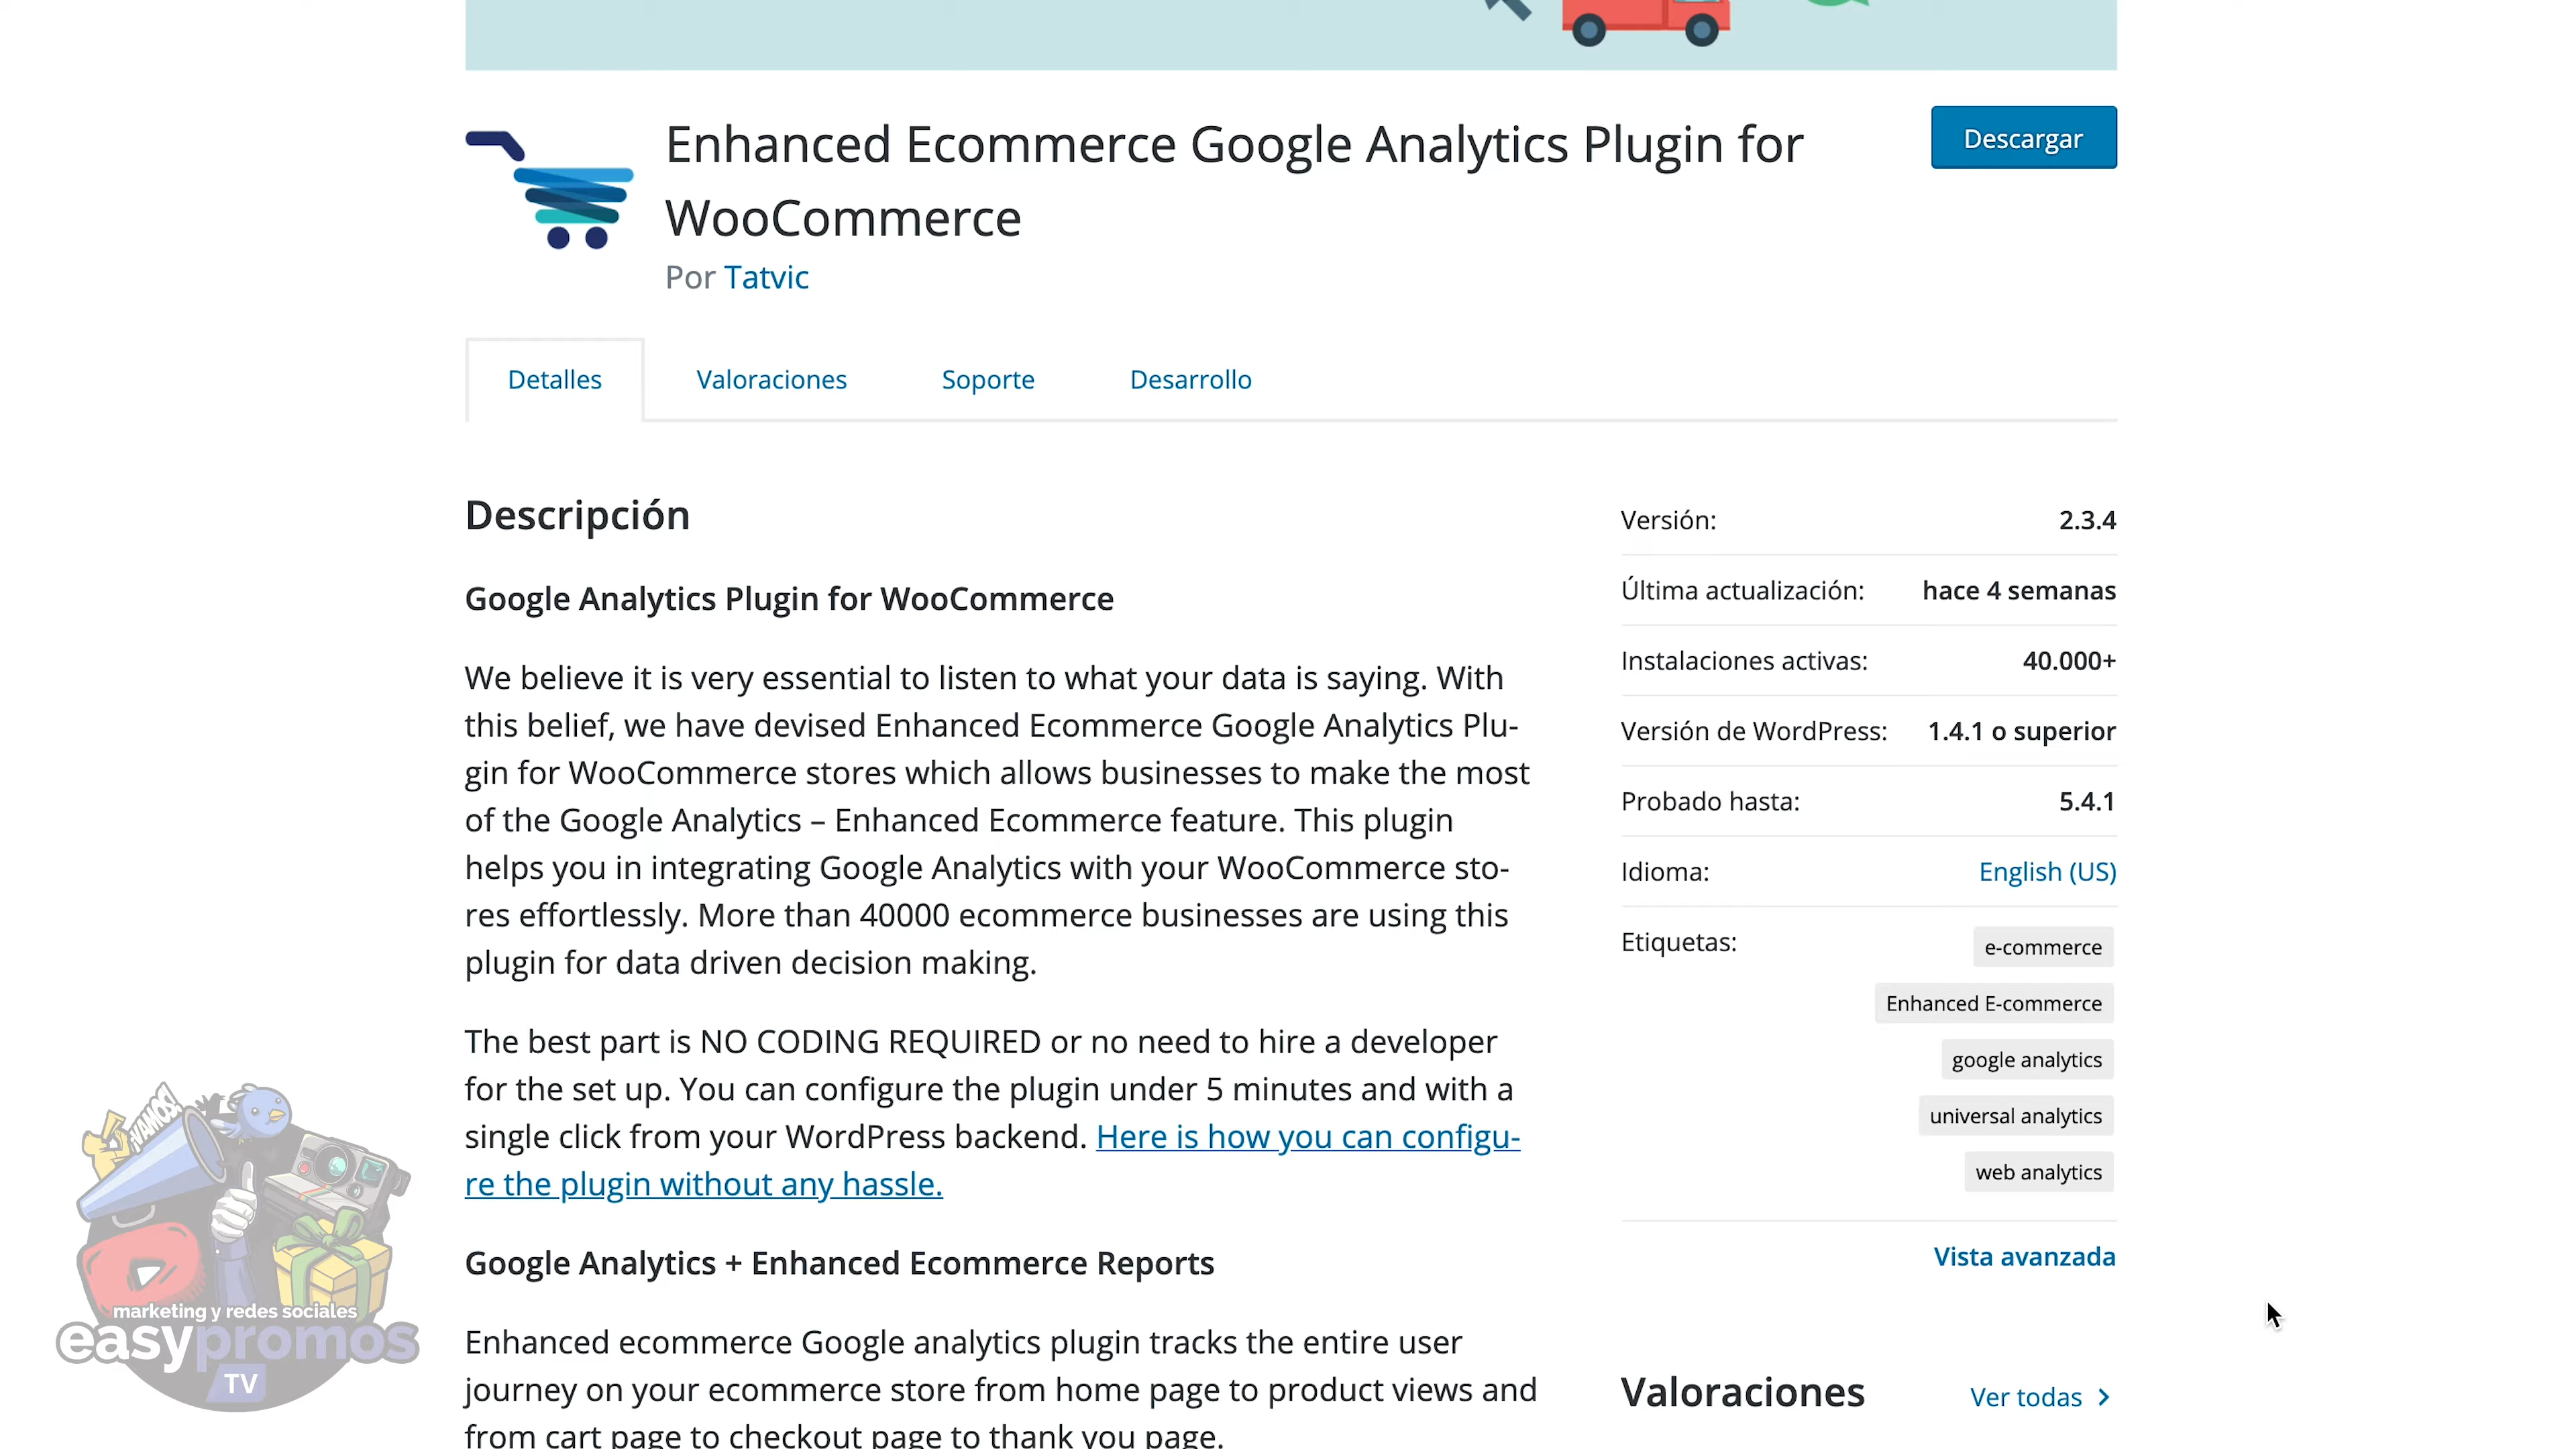 Enhanced Ecommerce Google Analytics Plugin for
WooCommerce
Por Tatvic
Descargar
Detalles
Valoraciones
Soporte
Desarrollo
Descripción
Google Analytics Plugin for WooCommerce
We believe it is very essential to listen to what your data is saying. With
this belief, we have devised Enhanced Ecommerce Google Analytics Plu-
gin for WooCommerce stores which allows businesses to make the most
of the Google Analytics – Enhanced Ecommerce feature. This plugin
helps you in integrating Google Analytics with your WooCommerce sto-
res effortlessly. More than 40000 ecommerce businesses are using this
plugin for data driven decision making.
The best part is NO CODING REQUIRED or no need to hire a developer
for the set up. You can configure the plugin under 5 minutes and with a
single click from your WordPress backend. Here is how you can configu-
re the plugin without any hassle.
Google Analytics + Enhanced Ecommerce Reports
Enhanced ecommerce Google analytics plugin tracks the entire user
journey on your ecommerce store from home page to product views and
from cart page to checkout page to thank you page.
Versión: 2.3.4
Última actualización: hace 4 semanas
Instalaciones activas: 40.000+
Versión de WordPress: 1.4.1 o superior
Probado hasta: 5.4.1
Idioma: English (US)
Etiquetas: e-commerce
Enhanced E-commerce
google analytics
universal analytics
web analytics
Vista avanzada
Valoraciones
Ver todas
¡VAMOS!
marketing y redes sociales
easypromos
TV